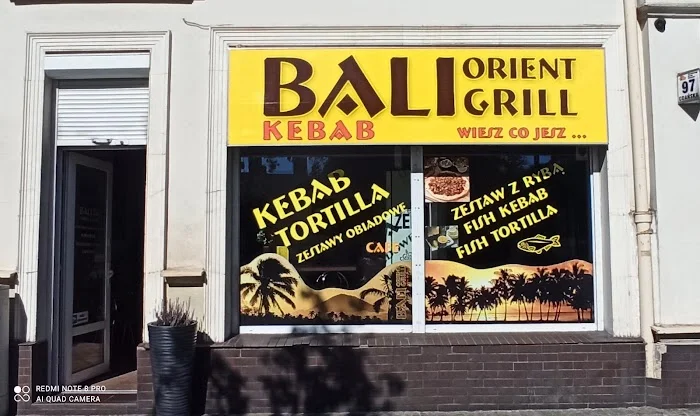 BALI ORIENT GRILL
KEBAB
WIESZ CO JESZ ...
97
KEBAB
TORTILLA
ZESTAWY OBIADOWE
CAFE
ZESTAW Z RYBĄ
FISH KEBAB
FISH TORTILLA
BALI
REDMI NOTE 8 PRO
AI QUAD CAMERA